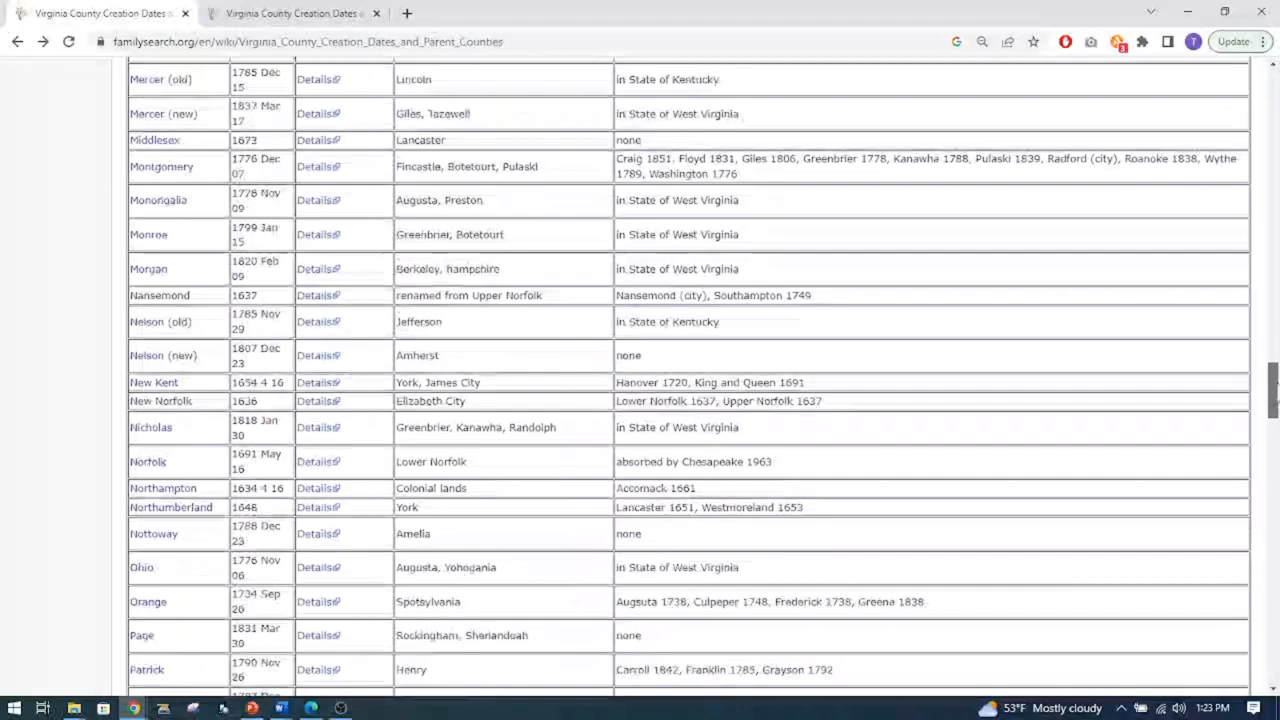 Virginia County Creation Dates a
Virginia County Creation Dates a
familysearch.org/en/wiki/Virginia_County_Creation_Dates_and_Parent_Counties
3
T
Update
Mercer (old) 1785 Dec 15 Details Lincoln in State of Kentucky
Mercer (new) 1837 Mar 17 Details Giles, Tazewell in State of West Virginia
Middlesex 1673 Details Lancaster none
Montgomery 1776 Dec 07 Details Fincastle, Botetourt, Pulaski Craig 1851, Floyd 1831, Giles 1806, Greenbrier 1778, Kanawha 1788, Pulaski 1839, Radford (city), Roanoke 1838, Wythe
1789, Washington 1776
Monongalia 1776 Nov 09 Details Augusta, Preston in State of West Virginia
Monroe 1799 Jan 15 Details Greenbrier, Botetourt in State of West Virginia
Morgan 1820 Feb 09 Details Berkeley, hampshire in State of West Virginia
Nansemond 1637 Details renamed from Upper Norfolk Nansemond (city), Southampton 1749
Nelson (old) 1785 Nov 29 Details Jefferson in State of Kentucky
Nelson (new) 1807 Dec 23 Details Amherst none
New Kent 1654 4 16 Details York, James City Hanover 1720, King and Queen 1691
New Norfolk 1636 Details Elizabeth City Lower Norfolk 1637, Upper Norfolk 1637
Nicholas 1818 Jan 30 Details Greenbrier, Kanawha, Randolph in State of West Virginia
Norfolk 1691 May 16 Details Lower Norfolk absorbed by Chesapeake 1963
Northampton 1634 4 16 Details Colonial lands Accomack 1661
Northumberland 1648 Details York Lancaster 1651, Westmoreland 1653
Nottoway 1788 Dec 23 Details Amelia none
Ohio 1776 Nov 06 Details Augusta, Yohogania in State of West Virginia
Orange 1734 Sep 26 Details Spotsylvania Augsuta 1738, Culpeper 1748, Frederick 1738, Greene 1838
Page 1831 Mar 30 Details Rockingham, Shenandoah none
Patrick 1790 Nov 26 Details Henry Carroll 1842, Franklin 1785, Grayson 1792
53°F Mostly cloudy 1:23 PM